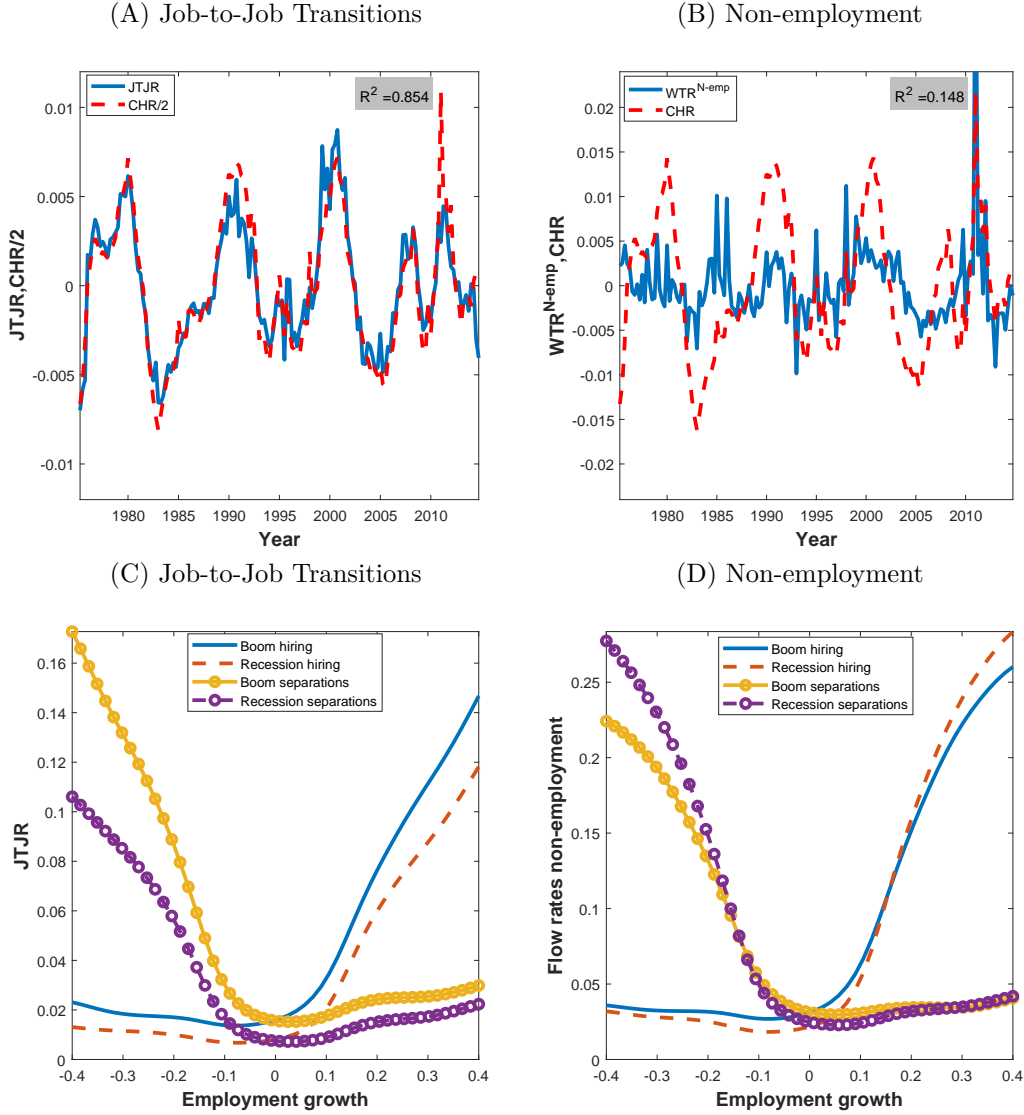 (A) Job-to-Job Transitions
JTJR
CHR/2
R² =0.854
0.01
0.005
0
-0.005
-0.01
JTJR,CHR/2
1980 1985 1990 1995 2000 2005 2010
Year
(B) Non-employment
WTR^N-emp
CHR
R² =0.148
0.02
0.015
0.01
0.005
0
-0.005
-0.01
-0.015
-0.02
WTR^N-emp,CHR
1980 1985 1990 1995 2000 2005 2010
Year
(C) Job-to-Job Transitions
Boom hiring
Recession hiring
Boom separations
Recession separations
0.16
0.14
0.12
0.1
0.08
0.06
0.04
0.02
0
JTJR
-0.4 -0.3 -0.2 -0.1 0 0.1 0.2 0.3 0.4
Employment growth
(D) Non-employment
Boom hiring
Recession hiring
Boom separations
Recession separations
0.25
0.2
0.15
0.1
0.05
0
Flow rates non-employment
-0.4 -0.3 -0.2 -0.1 0 0.1 0.2 0.3 0.4
Employment growth